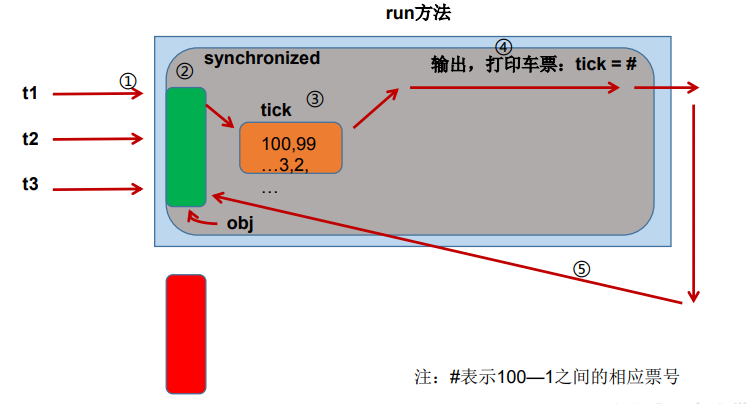 run方法
synchronized
④
输出，打印车票：tick = #
①
②
t1
tick
③
100,99
…3,2,
…
t2
t3
obj
⑤
注：#表示100—1之间的相应票号